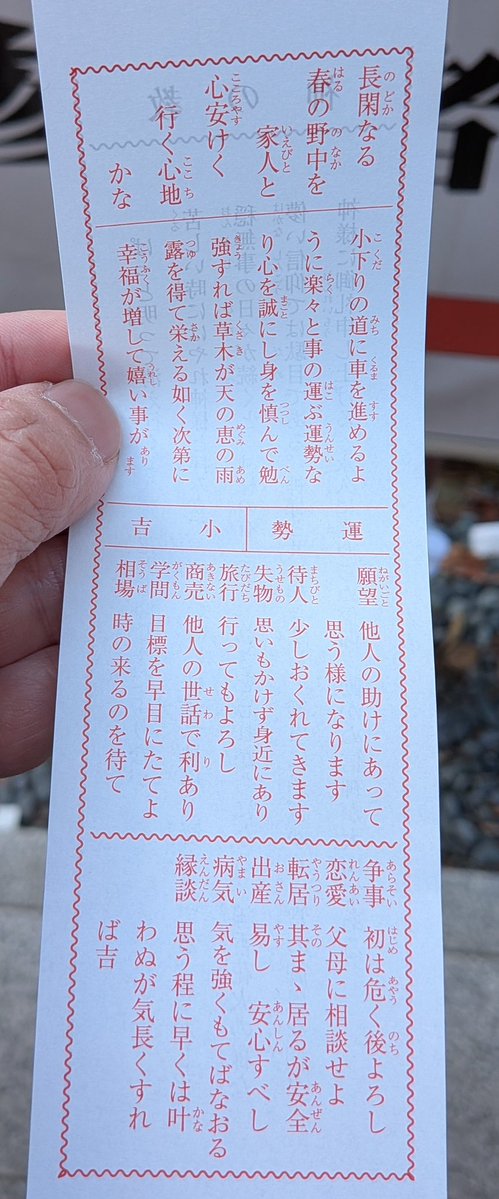 長閑なる
春の野中を
家人と
心安けく
行く心地
かな
小下りの道に車を進めるよ
うに楽々と事の運ぶ運勢な
り心を誠にし身を慎んで勉
強すれば草木が天の恵の雨
露を得て栄える如く次第に
幸福が増して嬉い事があります
運勢 小吉
願望 他人の助けにあって
思う様になります
待人 少しおくれてきます
失物 思いもかけず身近にあり
旅行 行ってもよろし
商売 他人の世話で利あり
学問 目標を早目にたてよ
相場 時の来るのを待て
争事 初は危く後よろし
恋愛 父母に相談せよ
転居 其まゝ居るが安全
出産 易し 安心すべし
病気 気を強くもてばなおる
縁談 思う程に早くは叶
わぬが気長くすれ
ば吉